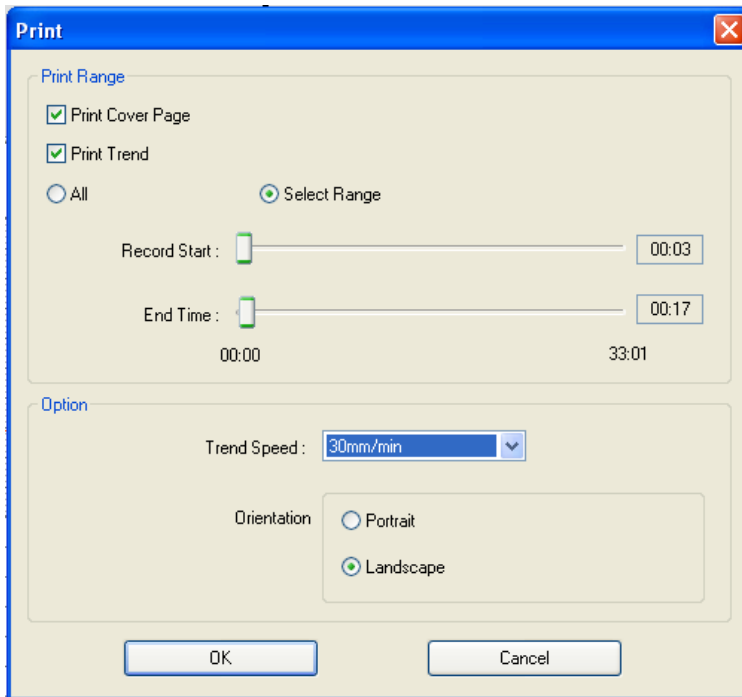 Print
Print Range
Print Cover Page
Print Trend
All Select Range
Record Start : 00:03
End Time : 00:17
00:00 33:01
Option
Trend Speed : 30mm/min
Orientation Portrait
Landscape
OK Cancel